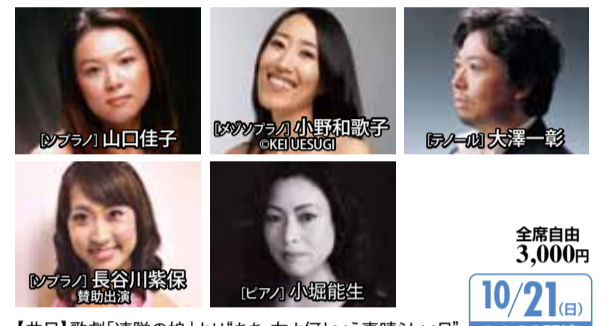 [ソプラノ] 山口佳子
[メゾソプラノ] 小野和歌子
©KEI UESUGI
[テノール] 大澤一彰
[ソプラノ] 長谷川紫保
賛助出演
[ピアノ] 小堀能生
全席自由
3,000円
10/21(日)